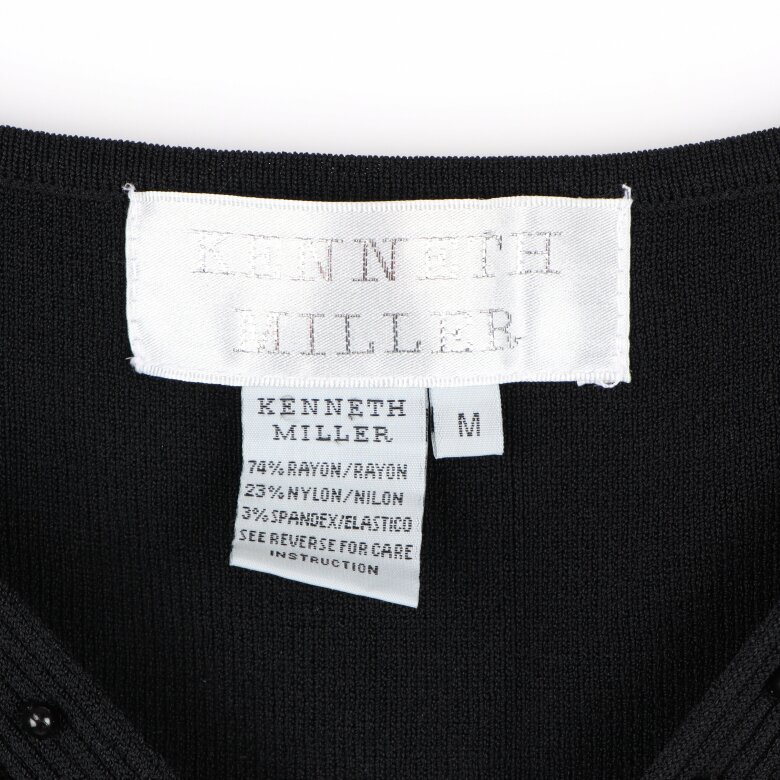 KENNETH
MILLER
KENNETH
MILLER
M
74% RAYON/RAYON
23% NYLON/NILON
3% SPANDEX/ELASTICO
SEE REVERSE FOR CARE
INSTRUCTION